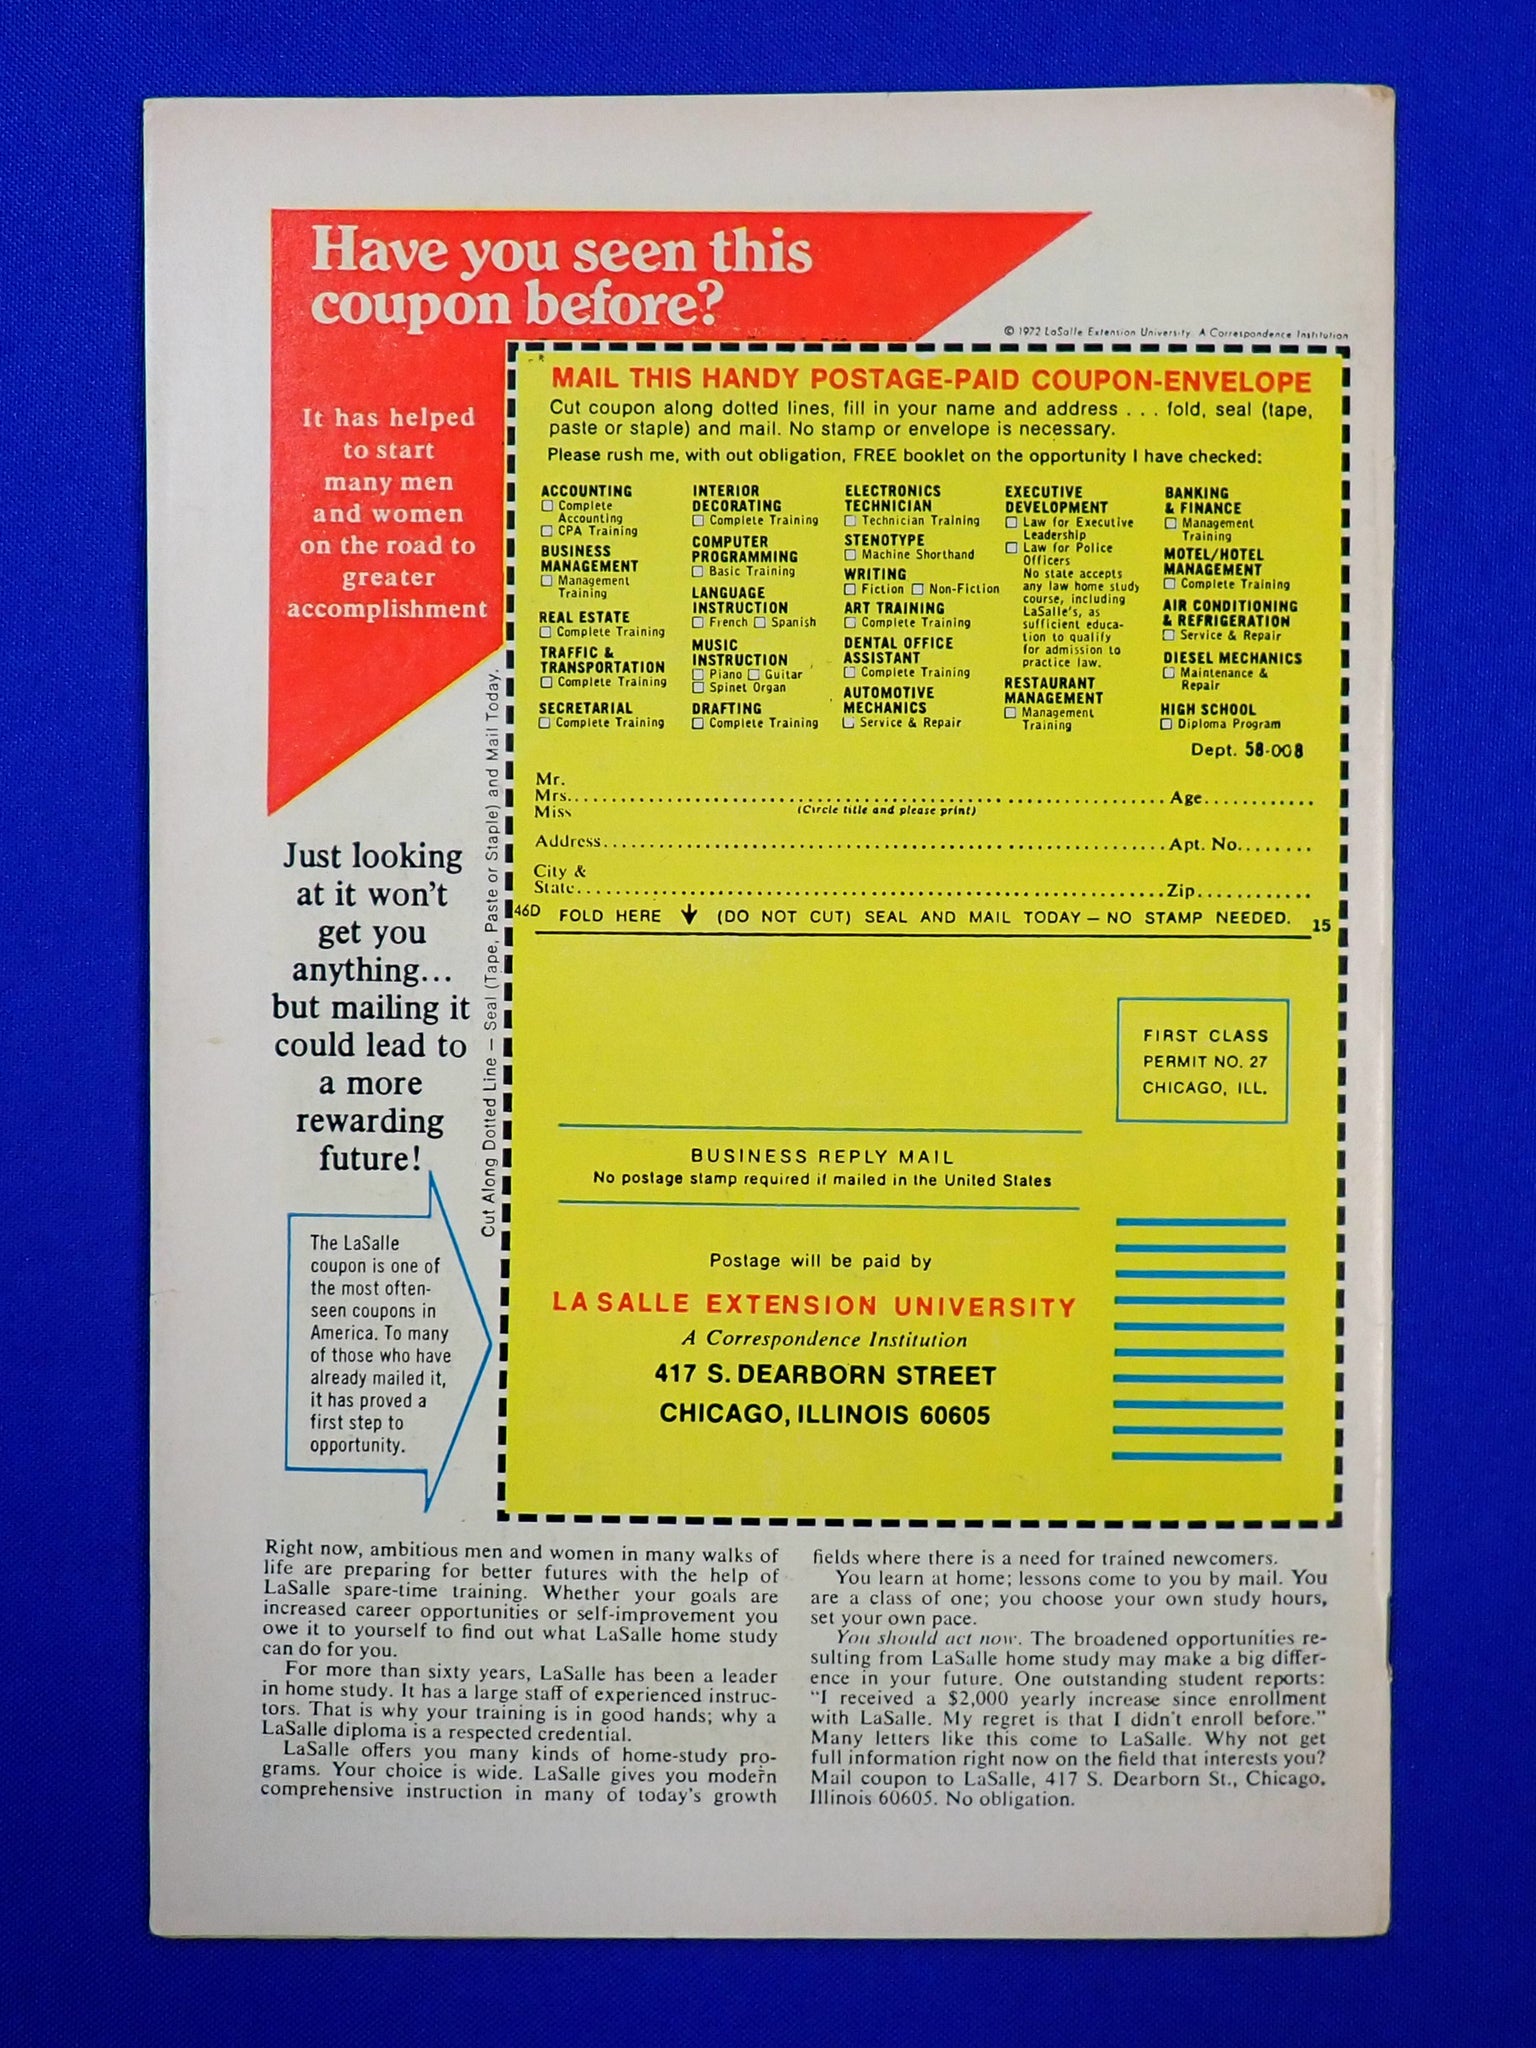 Have you seen this
coupon before?
It has helped
to start
many men
and women
on the road to
greater
accomplishment
© 1972 LaSalle Extension University. A Correspondence Institution
MAIL THIS HANDY POSTAGE-PAID COUPON-ENVELOPE
Cut coupon along dotted lines, fill in your name and address . . . fold, seal (tape,
paste or staple) and mail. No stamp or envelope is necessary.
Please rush me, with out obligation, FREE booklet on the opportunity I have checked:
ACCOUNTING
Complete
Accounting
CPA Training
BUSINESS
MANAGEMENT
Management
Training
REAL ESTATE
Complete Training
TRAFFIC &
TRANSPORTATION
Complete Training
SECRETARIAL
Complete Training
INTERIOR
DECORATING
Complete Training
COMPUTER
PROGRAMMING
Basic Training
LANGUAGE
INSTRUCTION
French Spanish
MUSIC
INSTRUCTION
Piano Guitar
Spinet Organ
DRAFTING
Complete Training
ELECTRONICS
TECHNICIAN
Technician Training
STENOTYPE
Machine Shorthand
WRITING
Fiction Non-Fiction
ART TRAINING
Complete Training
DENTAL OFFICE
ASSISTANT
Complete Training
AUTOMOTIVE
MECHANICS
Service & Repair
EXECUTIVE
DEVELOPMENT
Law for Executive
Leadership
Law for Police
Officers
No state accepts
any law home study
course, including
LaSalle's, as
sufficient educa-
tion to qualify
for admission to
practice law.
RESTAURANT
MANAGEMENT
Management
Training
BANKING
& FINANCE
Management
Training
MOTEL/HOTEL
MANAGEMENT
Complete Training
AIR CONDITIONING
& REFRIGERATION
Service & Repair
DIESEL MECHANICS
Maintenance &
Repair
HIGH SCHOOL
Diploma Program
Dept. 58-008
Mr.
Mrs. Age
Miss (Circle title and please print)
Address Apt. No.
City &
State Zip
46D FOLD HERE (DO NOT CUT) SEAL AND MAIL TODAY — NO STAMP NEEDED. 15
Cut Along Dotted Line — Seal (Tape, Paste or Staple) and Mail Today.
FIRST CLASS
PERMIT NO. 27
CHICAGO, ILL.
BUSINESS REPLY MAIL
No postage stamp required if mailed in the United States
Postage will be paid by
LA SALLE EXTENSION UNIVERSITY
A Correspondence Institution
417 S. DEARBORN STREET
CHICAGO, ILLINOIS 60605
Just looking
at it won't
get you
anything...
but mailing it
could lead to
a more
rewarding
future!
The LaSalle
coupon is one of
the most often-
seen coupons in
America. To many
of those who have
already mailed it,
it has proved a
first step to
opportunity.
Right now, ambitious men and women in many walks of
life are preparing for better futures with the help of
LaSalle spare-time training. Whether your goals are
increased career opportunities or self-improvement you
owe it to yourself to find out what LaSalle home study
can do for you.
For more than sixty years, LaSalle has been a leader
in home study. It has a large staff of experienced instruc-
tors. That is why your training is in good hands; why a
LaSalle diploma is a respected credential.
LaSalle offers you many kinds of home-study pro-
grams. Your choice is wide. LaSalle gives you modern
comprehensive instruction in many of today's growth
fields where there is a need for trained newcomers.
You learn at home; lessons come to you by mail. You
are a class of one; you choose your own study hours,
set your own pace.
You should act now. The broadened opportunities re-
sulting from LaSalle home study may make a big differ-
ence in your future. One outstanding student reports:
"I received a $2,000 yearly increase since enrollment
with LaSalle. My regret is that I didn't enroll before."
Many letters like this come to LaSalle. Why not get
full information right now on the field that interests you?
Mail coupon to LaSalle, 417 S. Dearborn St., Chicago,
Illinois 60605. No obligation.